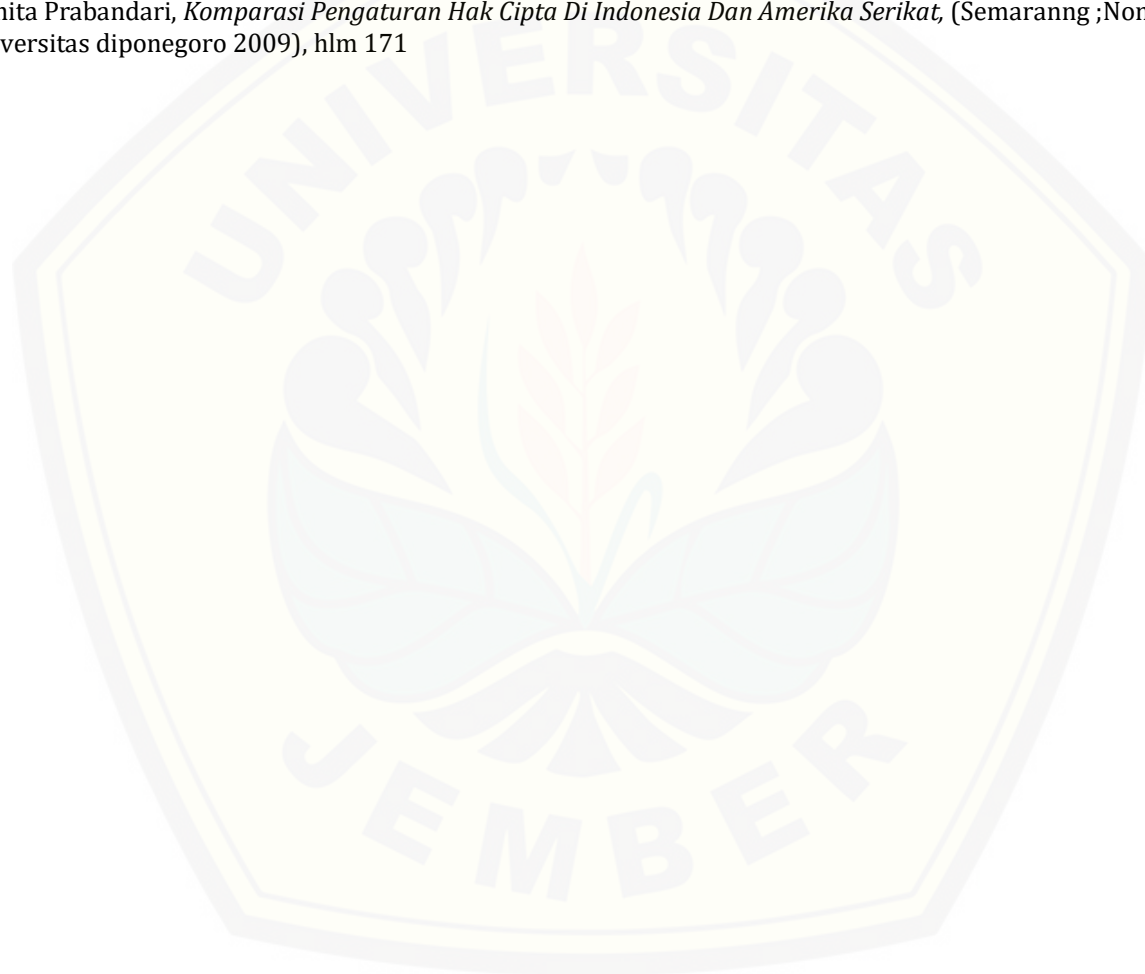 nita Prabandari, Komparasi Pengaturan Hak Cipta Di Indonesia Dan Amerika Serikat, (Semaranng ;Non
versitas diponegoro 2009), hlm 171
UNIVERSITAS
JEMBER